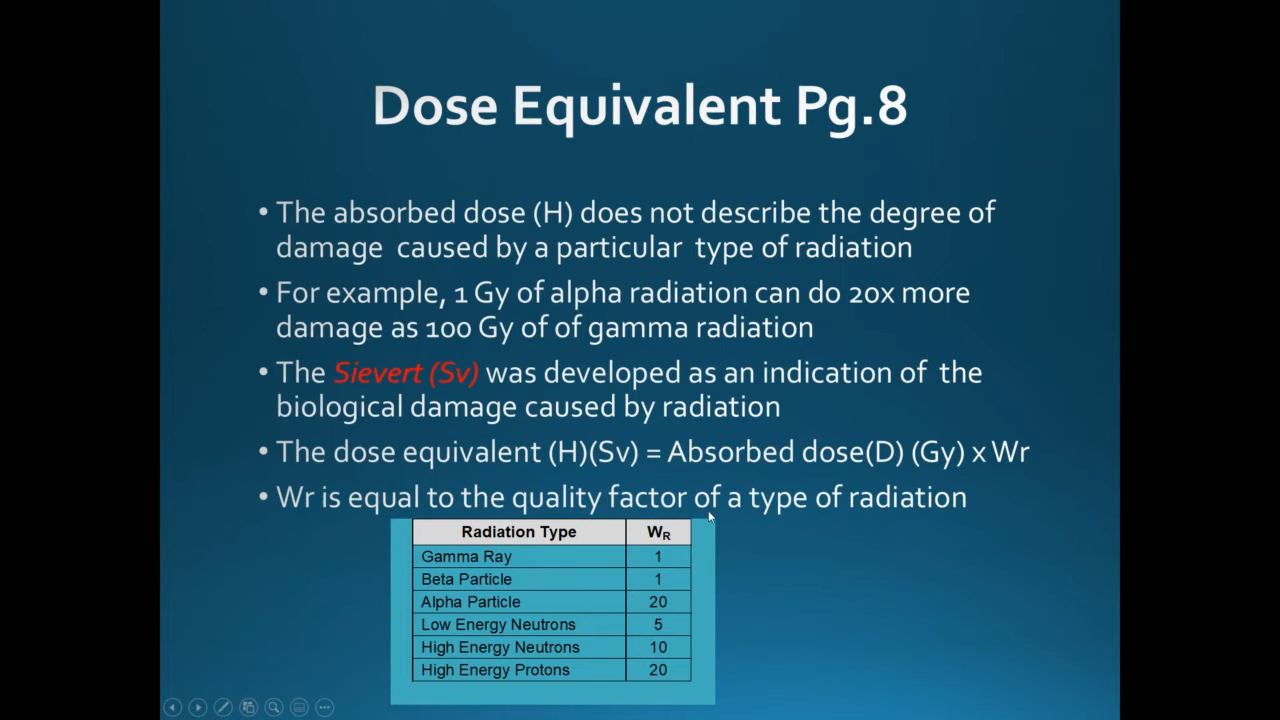 Dose Equivalent Pg.8
• The absorbed dose (H) does not describe the degree of
damage caused by a particular type of radiation
• For example, 1 Gy of alpha radiation can do 20x more
damage as 100 Gy of of gamma radiation
• The Sievert (Sv) was developed as an indication of the
biological damage caused by radiation
• The dose equivalent (H)(Sv) = Absorbed dose(D) (Gy) x Wr
• Wr is equal to the quality factor of a type of radiation
Radiation Type WR
Gamma Ray 1
Beta Particle 1
Alpha Particle 20
Low Energy Neutrons 5
High Energy Neutrons 10
High Energy Protons 20